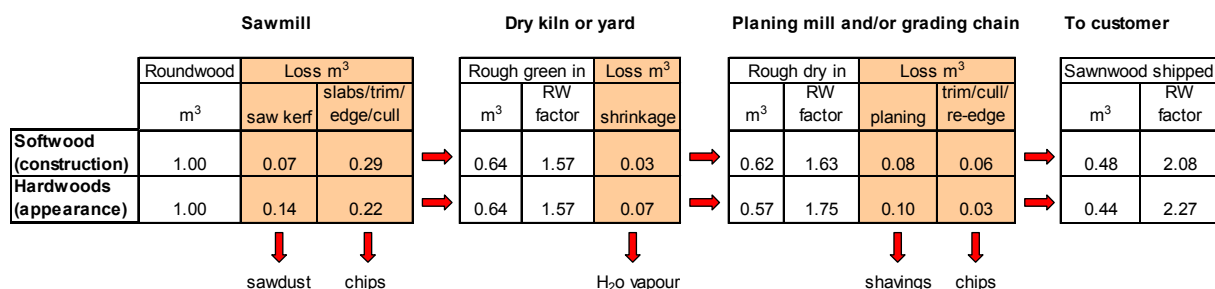 Sawmill Dry kiln or yard Planing mill and/or grading chain To customer
Roundwood Loss m³ Rough green in Loss m³ Rough dry in Loss m³ Sawnwood shipped
m³ saw kerf slabs/trim/ edge/cull m³ RW factor shrinkage m³ RW factor planing trim/cull/ re-edge m³ RW factor
Softwood
(construction) 1.00 0.07 0.29 0.64 1.57 0.03 0.62 1.63 0.08 0.06 0.48 2.08
Hardwoods
(appearance) 1.00 0.14 0.22 0.64 1.57 0.07 0.57 1.75 0.10 0.03 0.44 2.27
sawdust chips H₂o vapour shavings chips